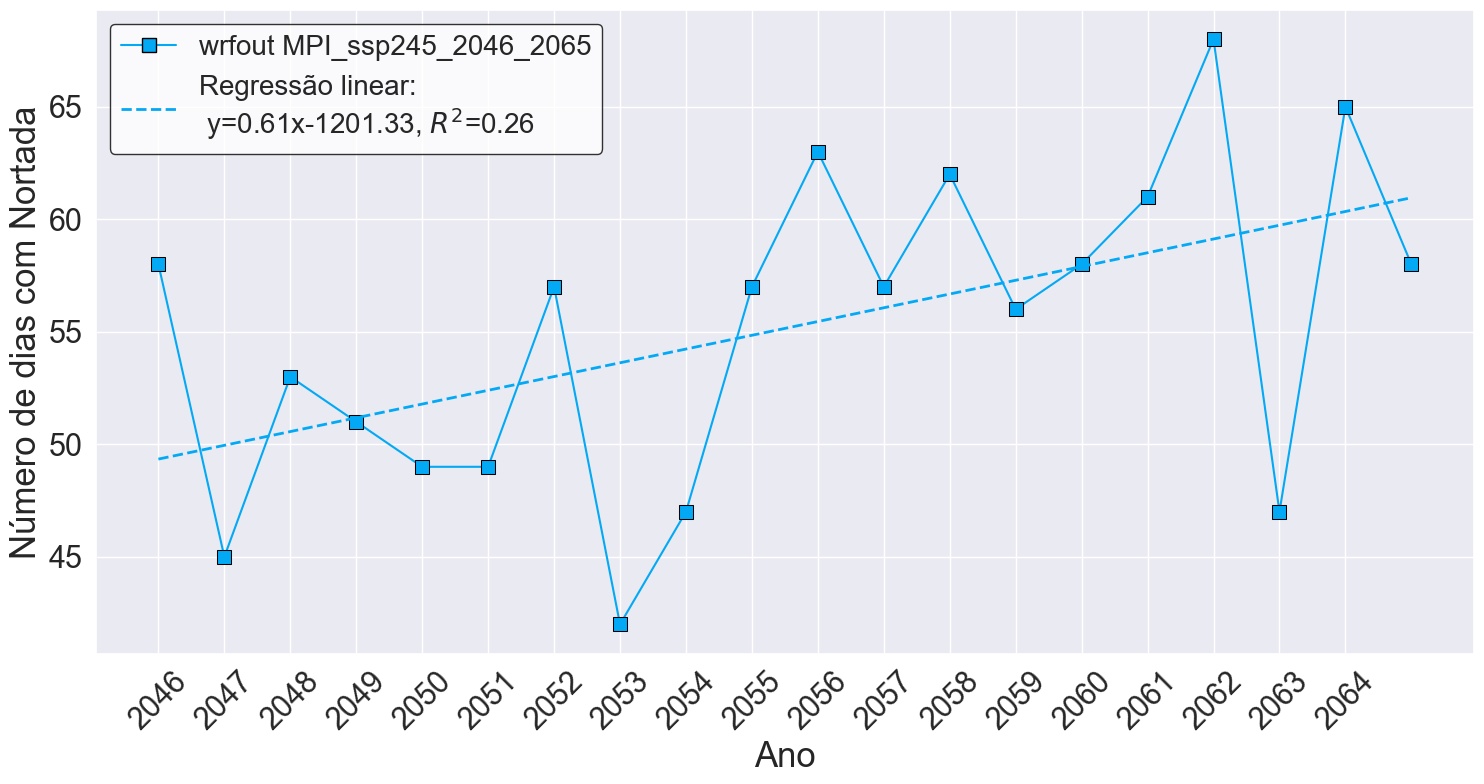 wrfout MPI_ssp245_2046_2065
Regressão linear:
y=0.61x-1201.33, R²=0.26
Número de dias com Nortada
65
60
55
50
45
2046 2047 2048 2049 2050 2051 2052 2053 2054 2055 2056 2057 2058 2059 2060 2061 2062 2063 2064
Ano